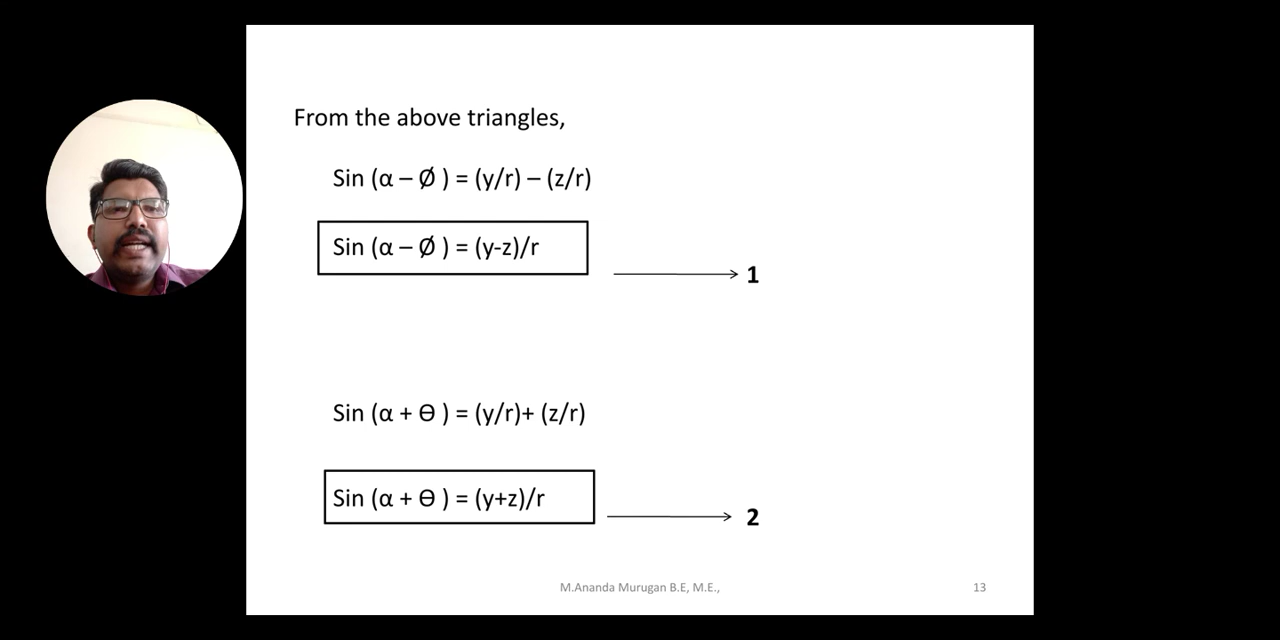 From the above triangles,
Sin (α – Ø ) = (y/r) – (z/r)
Sin (α – Ø ) = (y-z)/r
1
Sin (α + Ө ) = (y/r)+ (z/r)
Sin (α + Ө ) = (y+z)/r
2
M.Ananda Murugan B.E, M.E.,
13